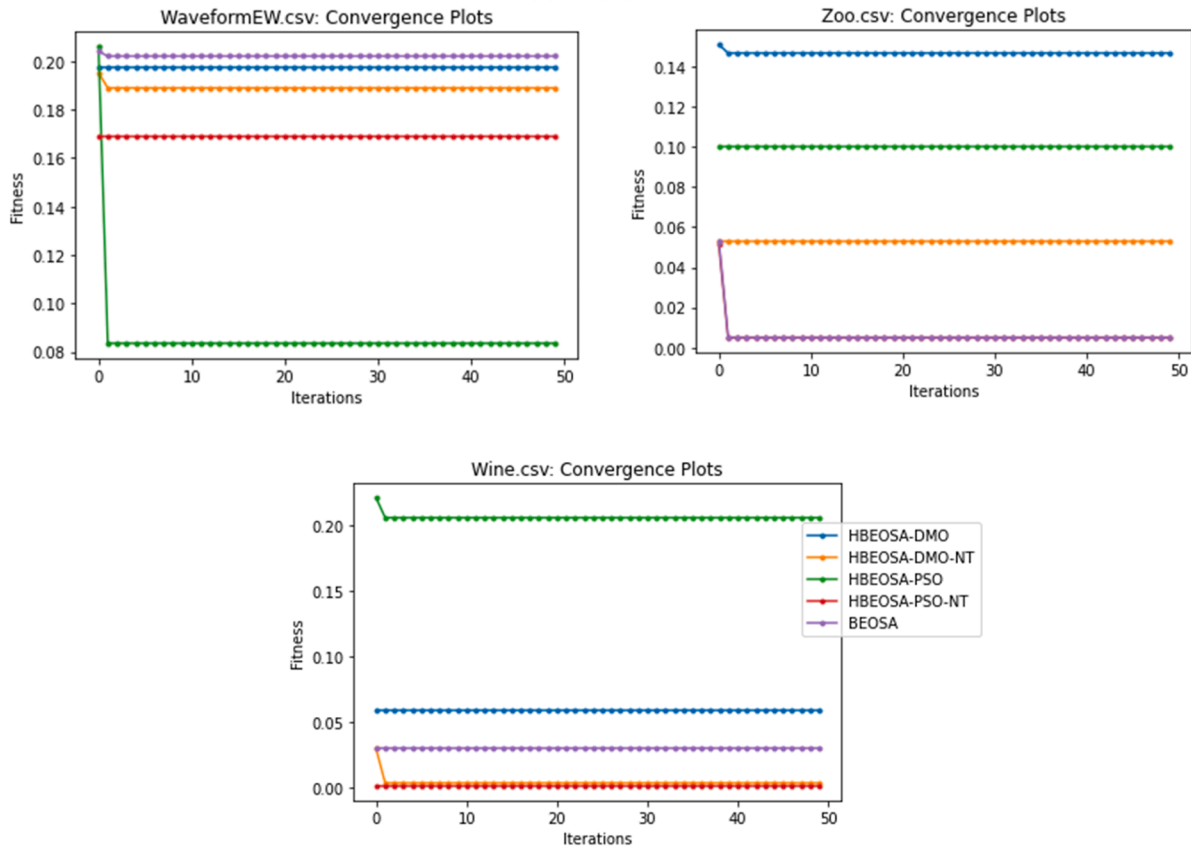 WaveformEW.csv: Convergence Plots
0.20
0.18
0.16
0.14
0.12
0.10
0.08
Fitness
0
10
20
30
40
50
Iterations
Zoo.csv: Convergence Plots
0.14
0.12
0.10
0.08
0.06
0.04
0.02
0.00
Fitness
0
10
20
30
40
50
Iterations
Wine.csv: Convergence Plots
0.20
0.15
0.10
0.05
0.00
Fitness
0
10
20
30
40
50
Iterations
HBEOSA-DMO
HBEOSA-DMO-NT
HBEOSA-PSO
HBEOSA-PSO-NT
BEOSA